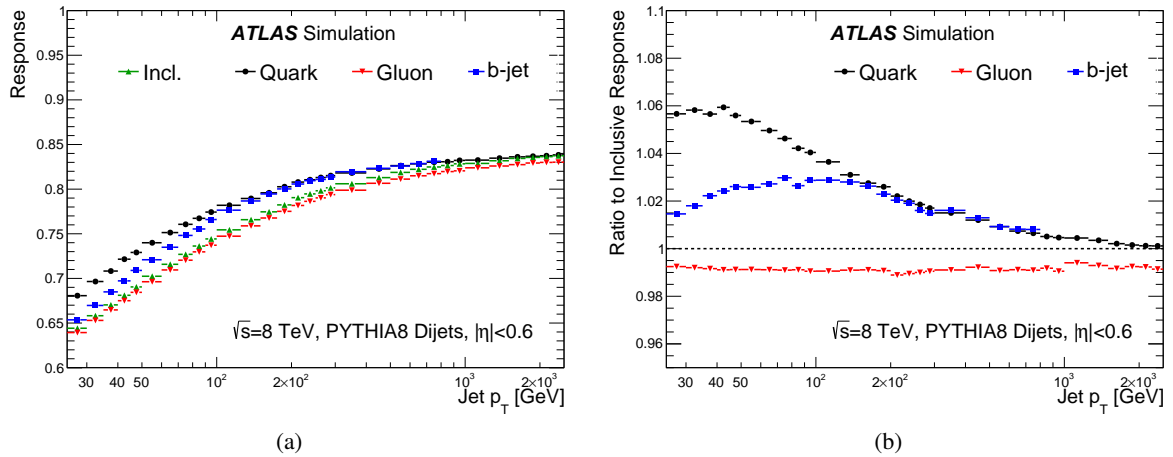 Response
ATLAS Simulation
Incl.
Quark
Gluon
b-jet
0.9
0.85
0.8
0.75
0.7
0.65
0.6
√s=8 TeV, PYTHIA8 Dijets, |η|<0.6
30
40
50
10²
2×10²
10³
2×10³
Jet p_T [GeV]
(a)
Ratio to Inclusive Response
ATLAS Simulation
Quark
Gluon
b-jet
1.1
1.08
1.06
1.04
1.02
1
0.98
0.96
√s=8 TeV, PYTHIA8 Dijets, |η|<0.6
30
40
50
10²
2×10²
10³
2×10³
Jet p_T [GeV]
(b)